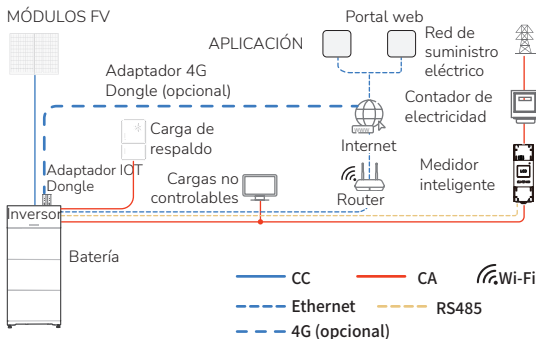 MÓDULOS FV
Portal web
APLICACIÓN
Red de
suministro
eléctrico
Adaptador 4G
Dongle (opcional)
Contador de
electricidad
Carga de
respaldo
Internet
Adaptador IOT
Dongle
Cargas no
controlables
Medidor
inteligente
Router
Inversor
Batería
CC
CA
Wi-Fi
Ethernet
RS485
4G (opcional)